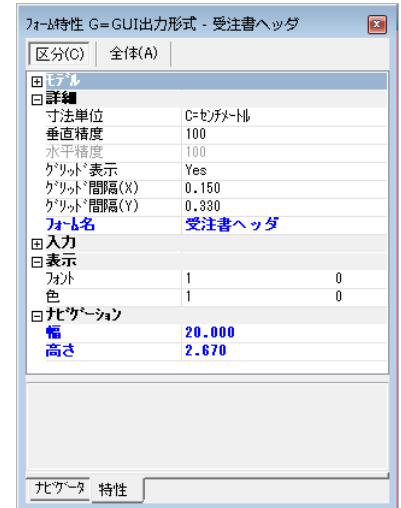 ﾌｫｰﾑ特性 G=GUI出力形式 - 受注書ヘッダ
区分(C) 全体(A)
ﾓﾃﾞﾙ
詳細
寸法単位 C=ｾﾝﾁﾒｰﾄﾙ
垂直精度 100
水平精度 100
ｸﾞﾘｯﾄﾞ表示 Yes
ｸﾞﾘｯﾄﾞ間隔(X) 0.150
ｸﾞﾘｯﾄﾞ間隔(Y) 0.330
ﾌｫｰﾑ名 受注書ヘッダ
入力
表示
ﾌｫﾝﾄ 1 0
色 1 0
ﾅﾋﾞｹﾞｰｼｮﾝ
幅 20.000
高さ 2.670
ﾅﾋﾞｹﾞｰﾀ 特性